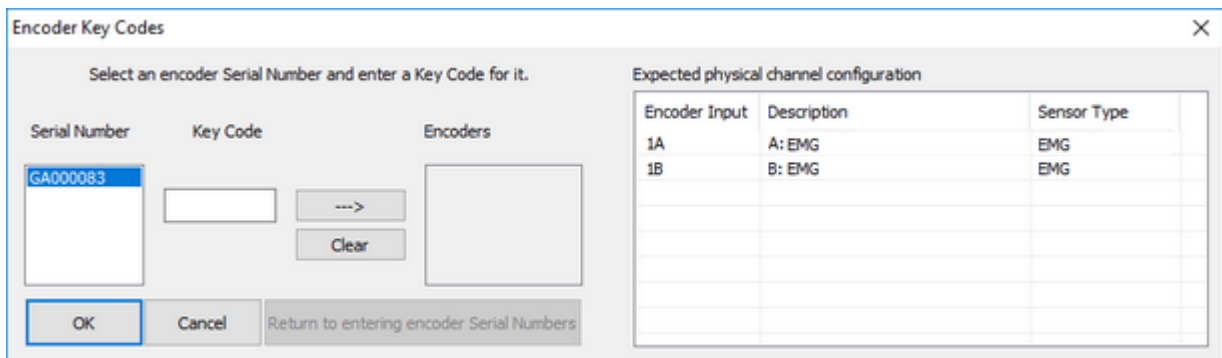 Encoder Key Codes
Select an encoder Serial Number and enter a Key Code for it.
Serial Number Key Code Encoders
GA000083
--->
Clear
OK Cancel Return to entering encoder Serial Numbers
Expected physical channel configuration
Encoder Input Description Sensor Type
1A A: EMG EMG
1B B: EMG EMG